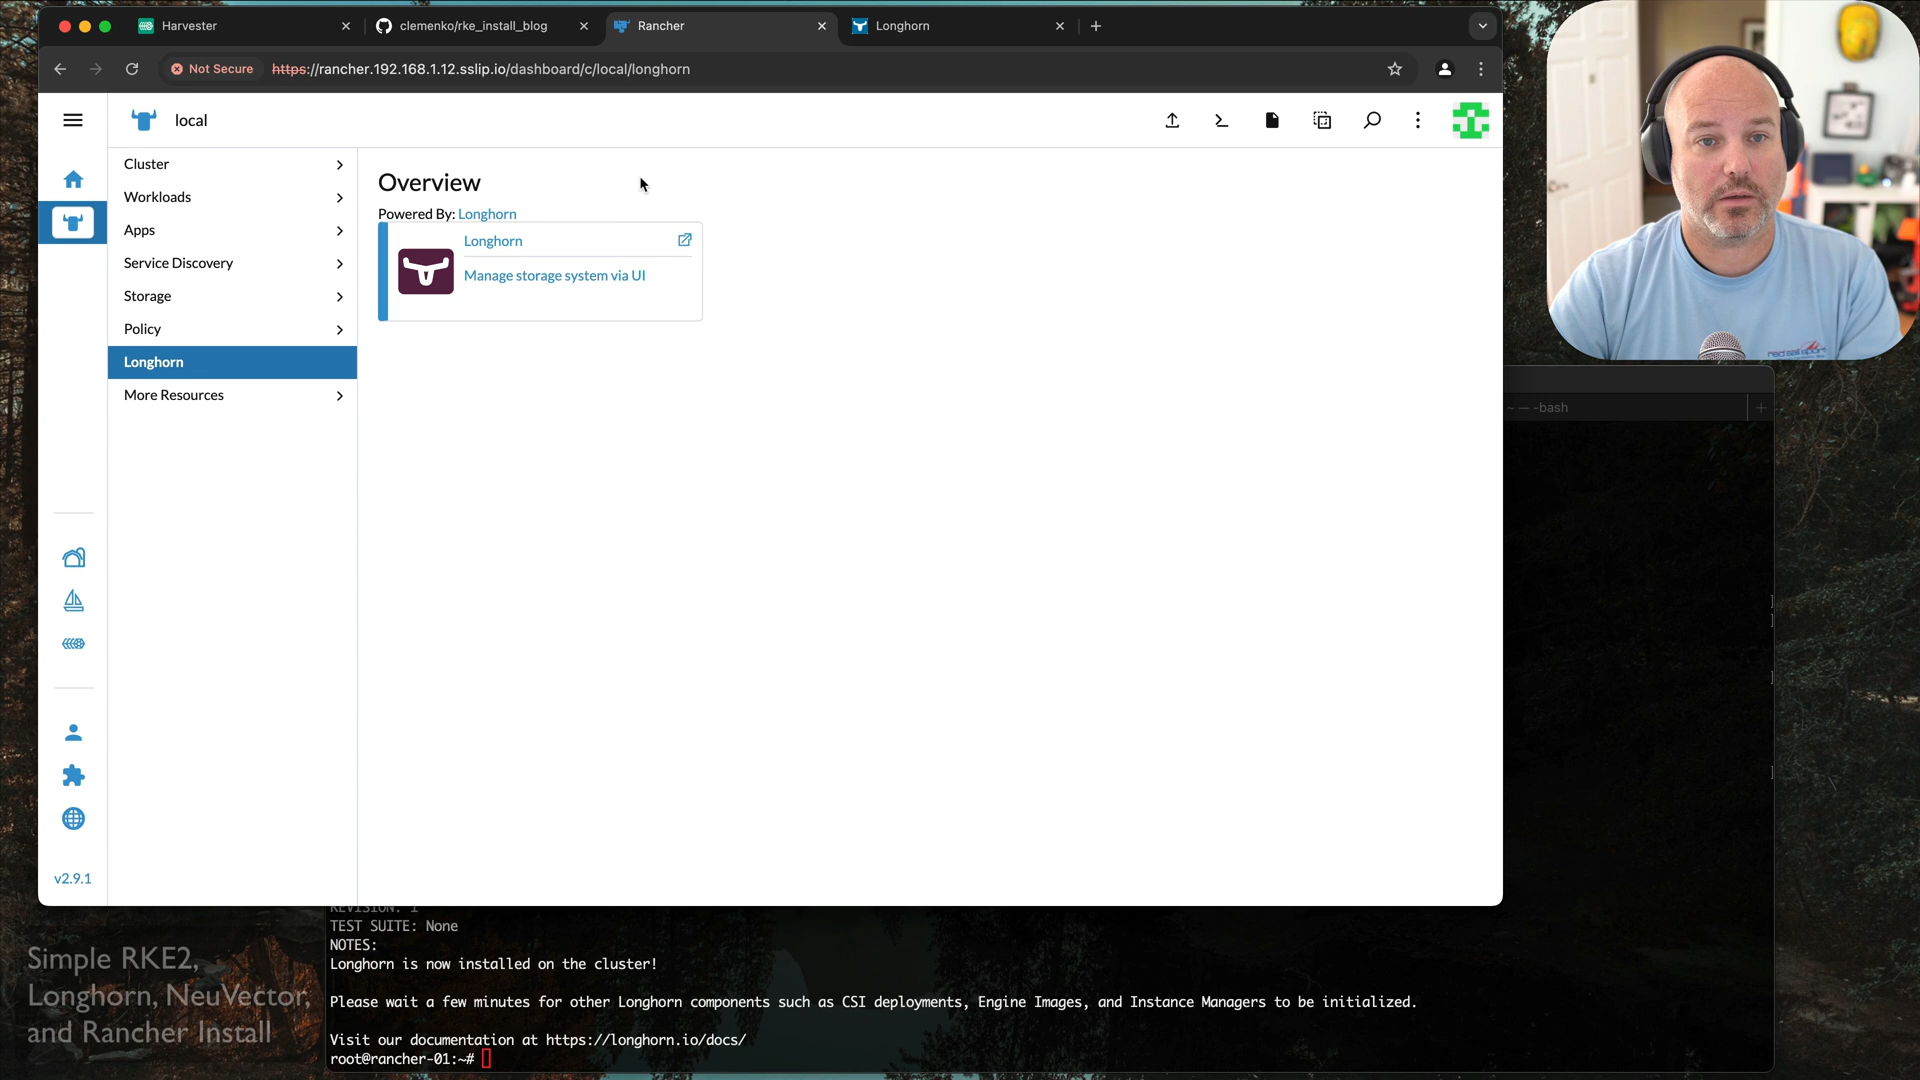 Harvester
clemenko/rke_install_blog
Rancher
Longhorn
Not Secure
https://rancher.192.168.1.12.sslip.io/dashboard/c/local/longhorn
local
Cluster
Workloads
Apps
Service Discovery
Storage
Policy
Longhorn
More Resources
v2.9.1
Overview
Powered By: Longhorn
Longhorn
Manage storage system via UI
~ — -bash
REVISION: 1
TEST SUITE: None
NOTES:
Longhorn is now installed on the cluster!
Please wait a few minutes for other Longhorn components such as CSI deployments, Engine Images, and Instance Managers to be initialized.
Visit our documentation at https://longhorn.io/docs/
root@rancher-01:~#
Simple RKE2,
Longhorn, NeuVector,
and Rancher Install